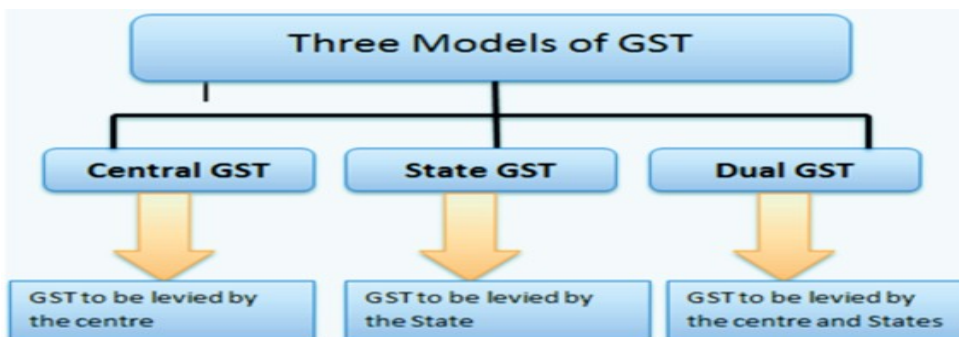 Three Models of GST
Central GST
State GST
Dual GST
GST to be levied by
the centre
GST to be levied by
the State
GST to be levied by
the centre and States